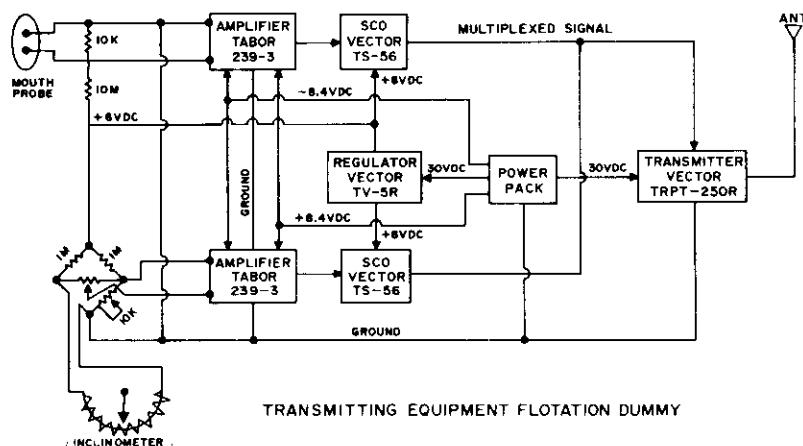 ANT
AMPLIFIER
TABOR
239-3
SCO
VECTOR
TS-56
MULTIPLEXED SIGNAL
10K
MOUTH
PROBE
10M
+6VDC
+6VDC
-8.4VDC
REGULATOR
VECTOR
TV-5R
30VDC
POWER
PACK
30VDC
TRANSMITTER
VECTOR
TRPT-250R
GROUND
+8.4VDC
+6VDC
1M
1M
AMPLIFIER
TABOR
239-3
SCO
VECTOR
TS-56
10K
GROUND
TRANSMITTING EQUIPMENT FLOTATION DUMMY
INCLINOMETER